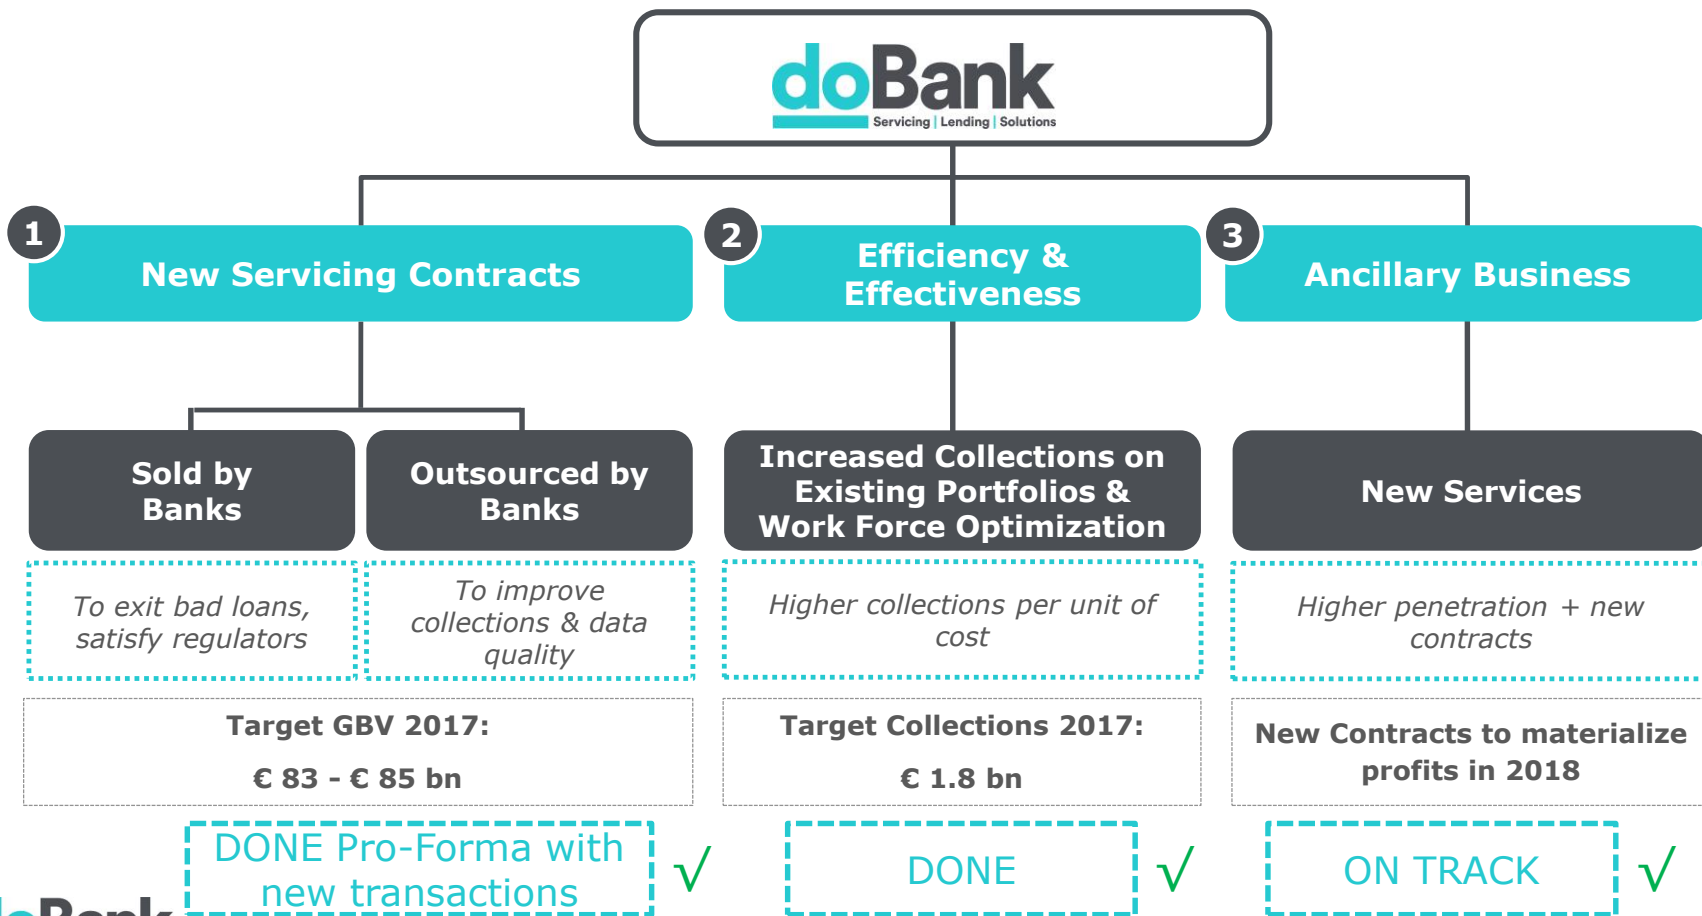 doBank
Servicing | Lending | Solutions
1
New Servicing Contracts
2
Efficiency &
Effectiveness
3
Ancillary Business
Sold by
Banks
Outsourced by
Banks
Increased Collections on
Existing Portfolios &
Work Force Optimization
New Services
To exit bad loans,
satisfy regulators
To improve
collections & data
quality
Higher collections per unit of
cost
Higher penetration + new
contracts
Target GBV 2017:
€ 83 - € 85 bn
Target Collections 2017:
€ 1.8 bn
New Contracts to materialize
profits in 2018
DONE Pro-Forma with
new transactions
√
DONE
√
ON TRACK
√
doBank